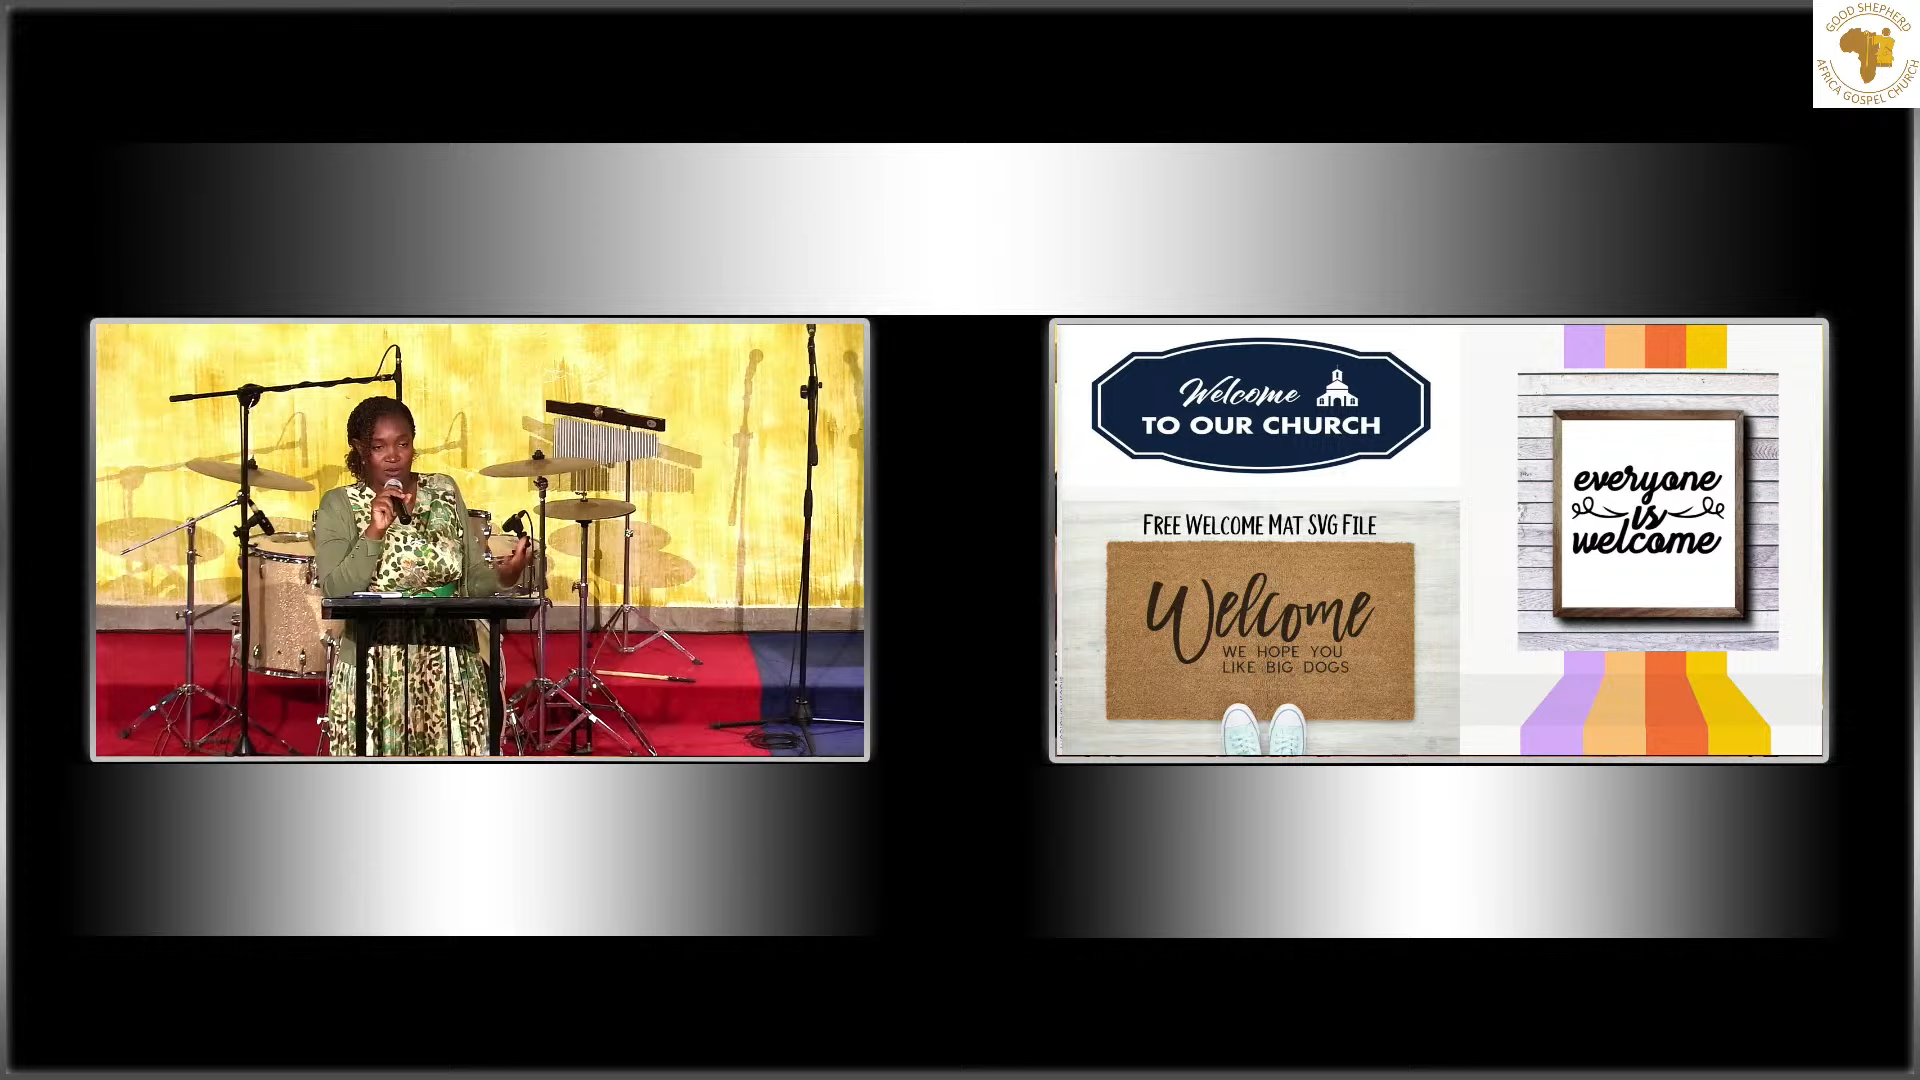 GOOD SHEPHERD
AFRICA GOSPEL CHURCH
Welcome
TO OUR CHURCH
FREE WELCOME MAT SVG FILE
Welcome
WE HOPE YOU
LIKE BIG DOGS
everyone
is
welcome